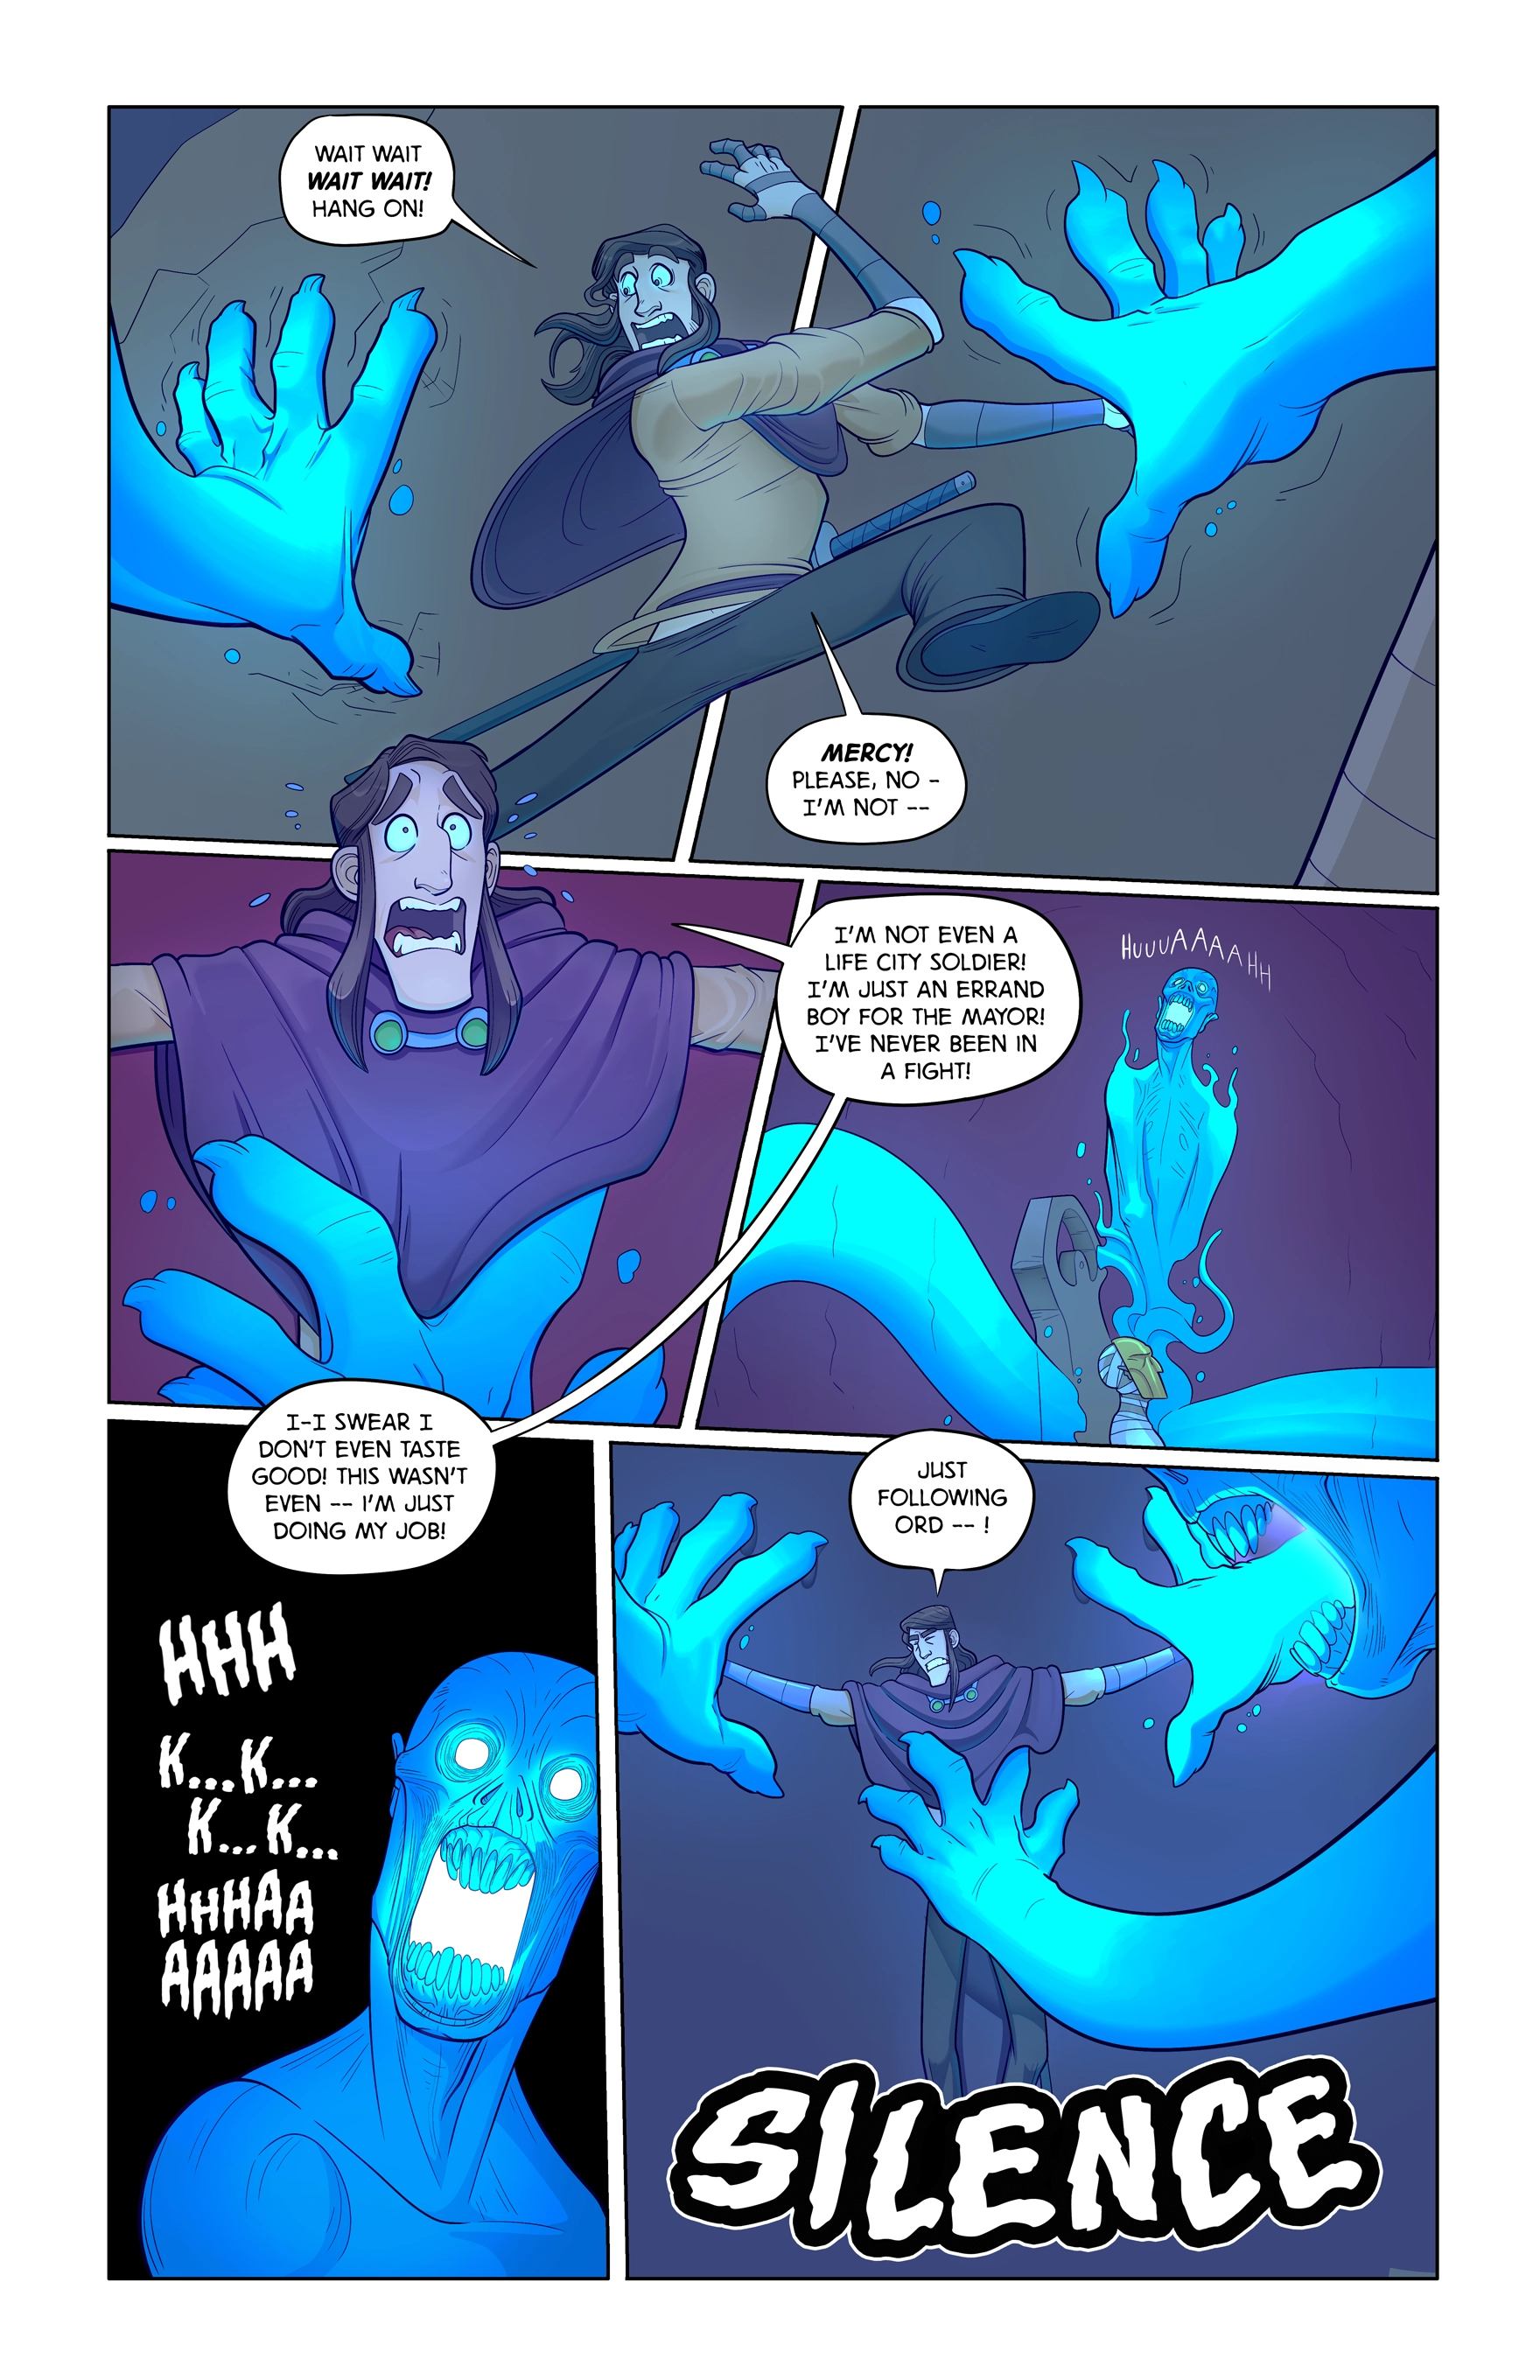 WAIT WAIT
WAIT WAIT!
HANG ON!
MERCY!
PLEASE, NO -
I'M NOT --
I'M NOT EVEN A
LIFE CITY SOLDIER!
I'M JUST AN ERRAND
BOY FOR THE MAYOR!
I'VE NEVER BEEN IN
A FIGHT!
HUUUAAAAHH
I-I SWEAR I
DON'T EVEN TASTE
GOOD! THIS WASN'T
EVEN -- I'M JUST
DOING MY JOB!
HHH
K...K...
K...K...
HHHHAA
AAAAA
JUST
FOLLOWING
ORD -- !
SILENCE